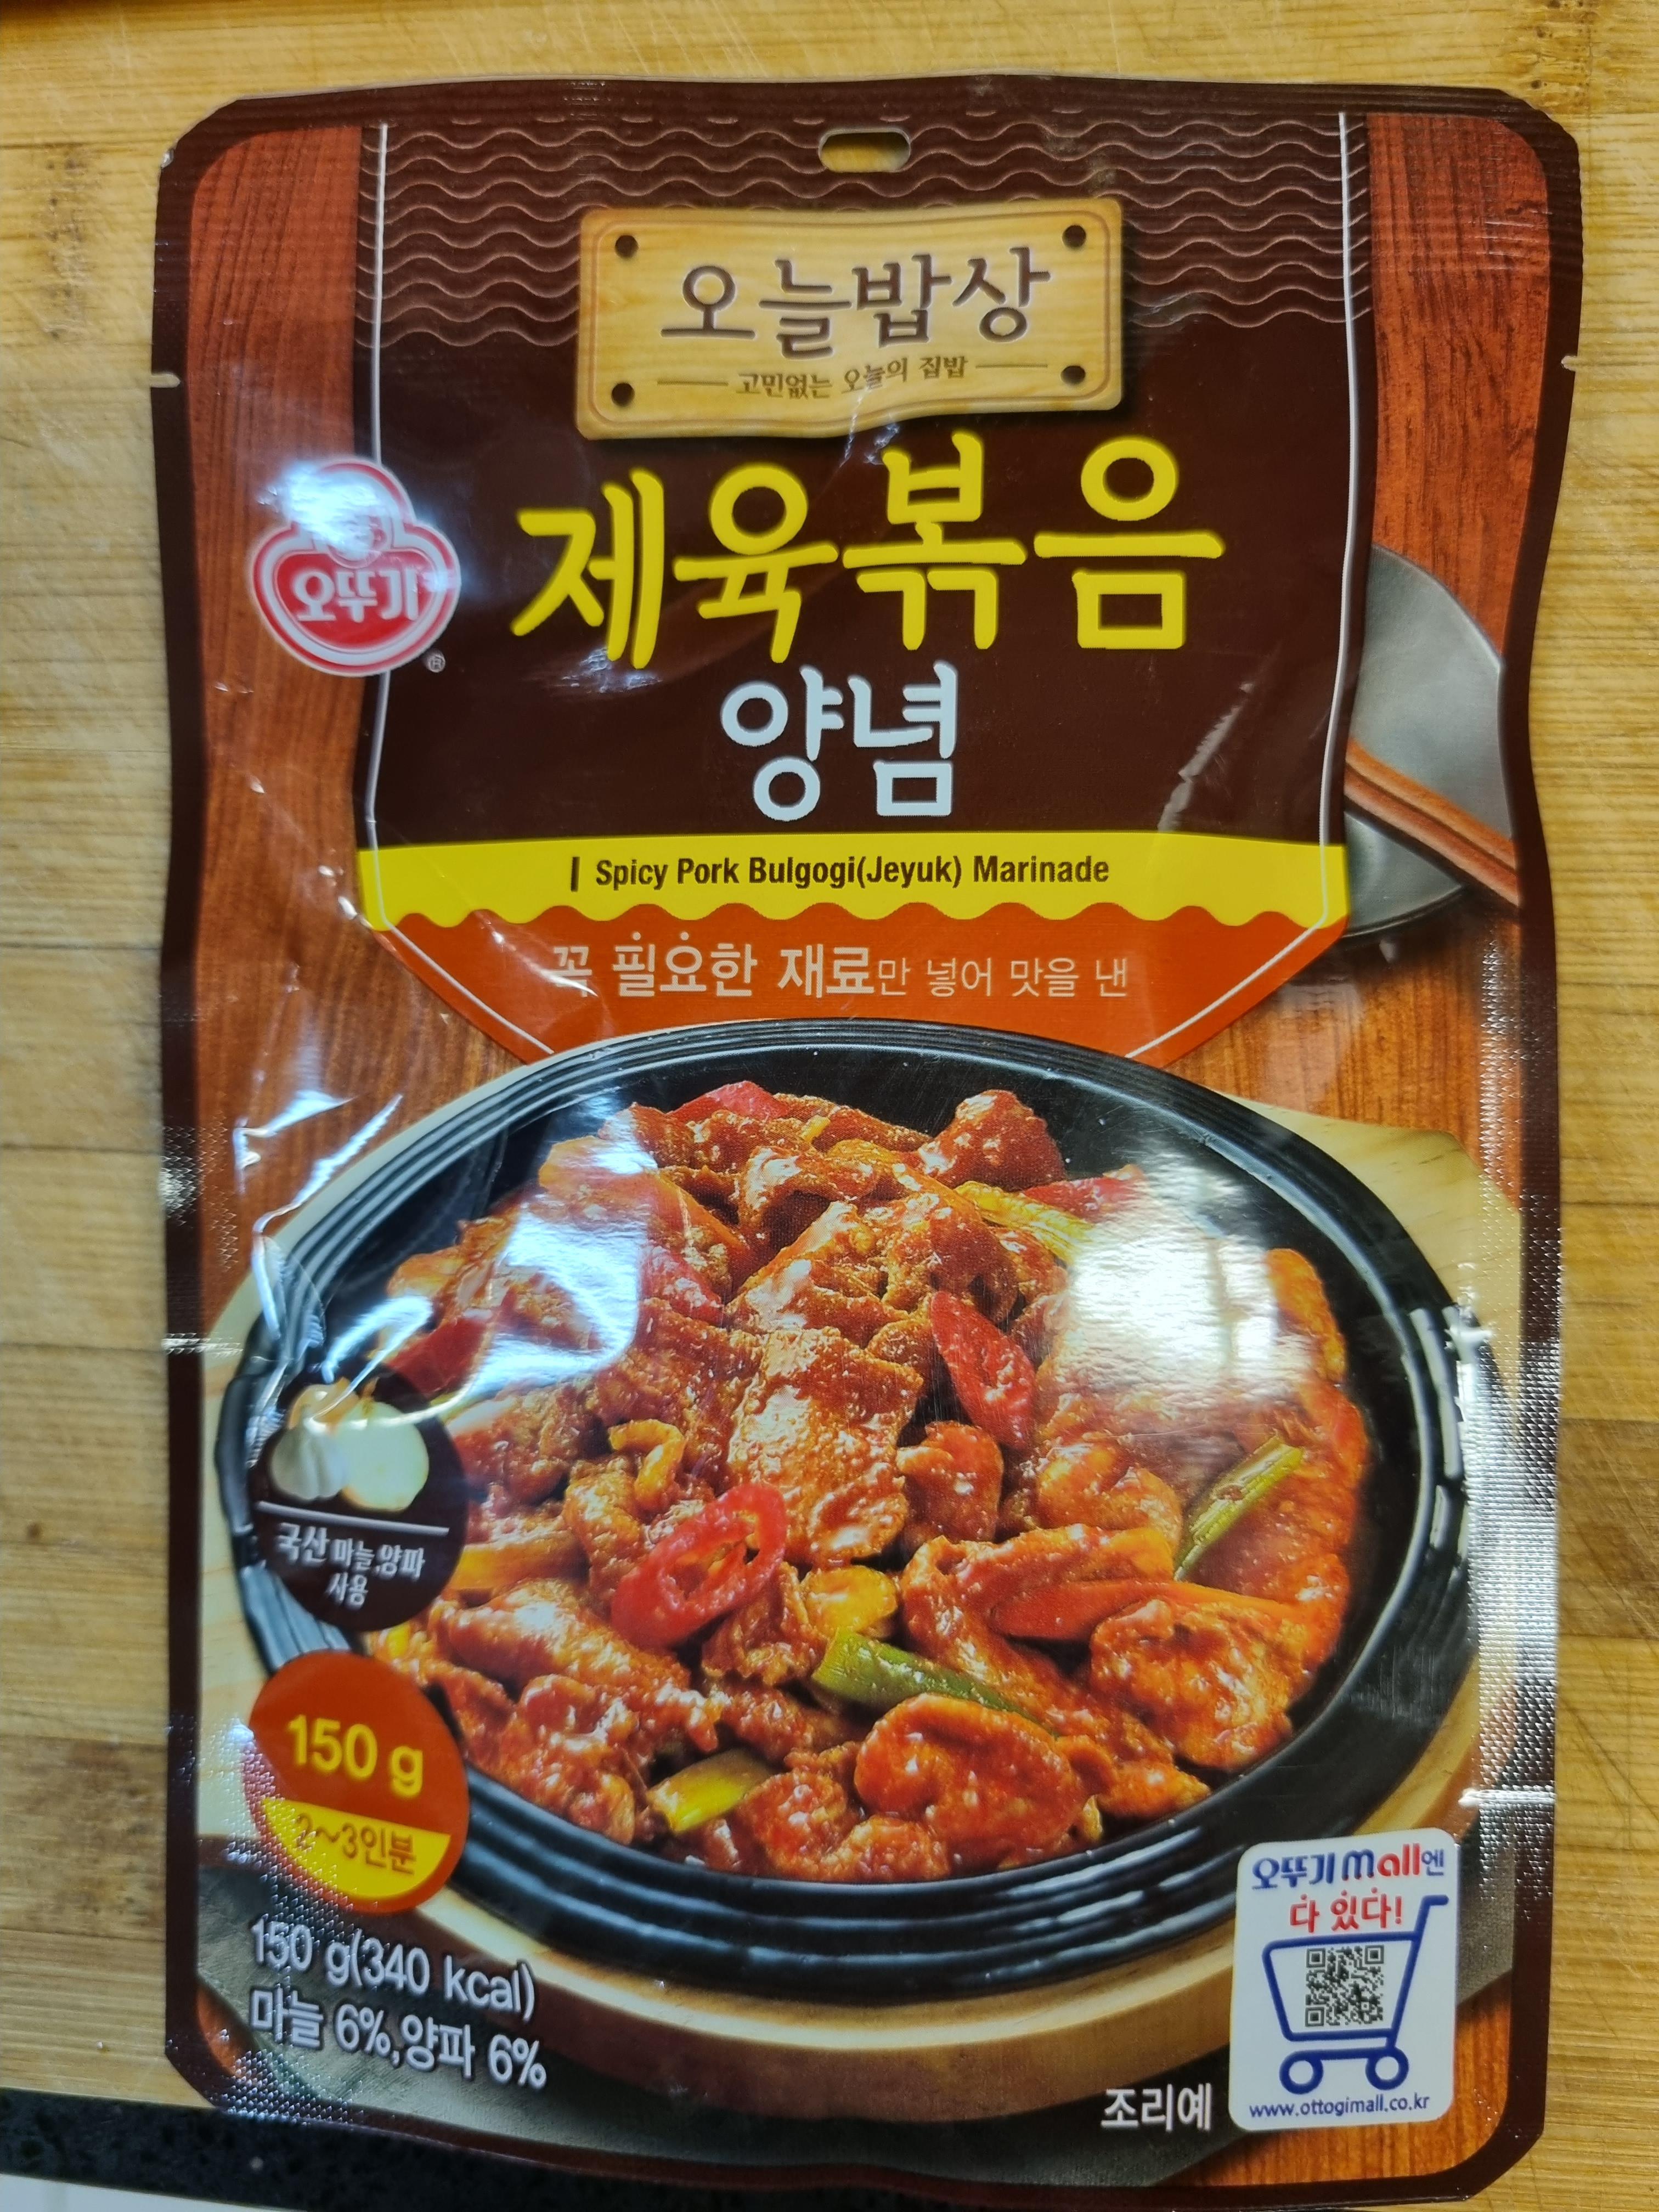 오늘밥상
고민없는 오늘의 집밥
오뚜기
®
제육볶음
양념
Spicy Pork Bulgogi(Jeyuk) Marinade
꼭 필요한 재료만 넣어 맛을 낸
국산 마늘,양파
사용
150 g
2~3인분
150 g(340 kcal)
마늘 6%,양파 6%
조리예
오뚜기mall엔
다 있다!
www.ottogimall.co.kr